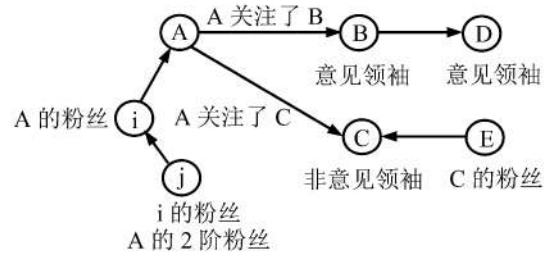 A 关注了 B
A
B
D
意见领袖
意见领袖
A 的粉丝
i
A 关注了 C
C
E
j
非意见领袖
C 的粉丝
i 的粉丝
A 的 2 阶粉丝